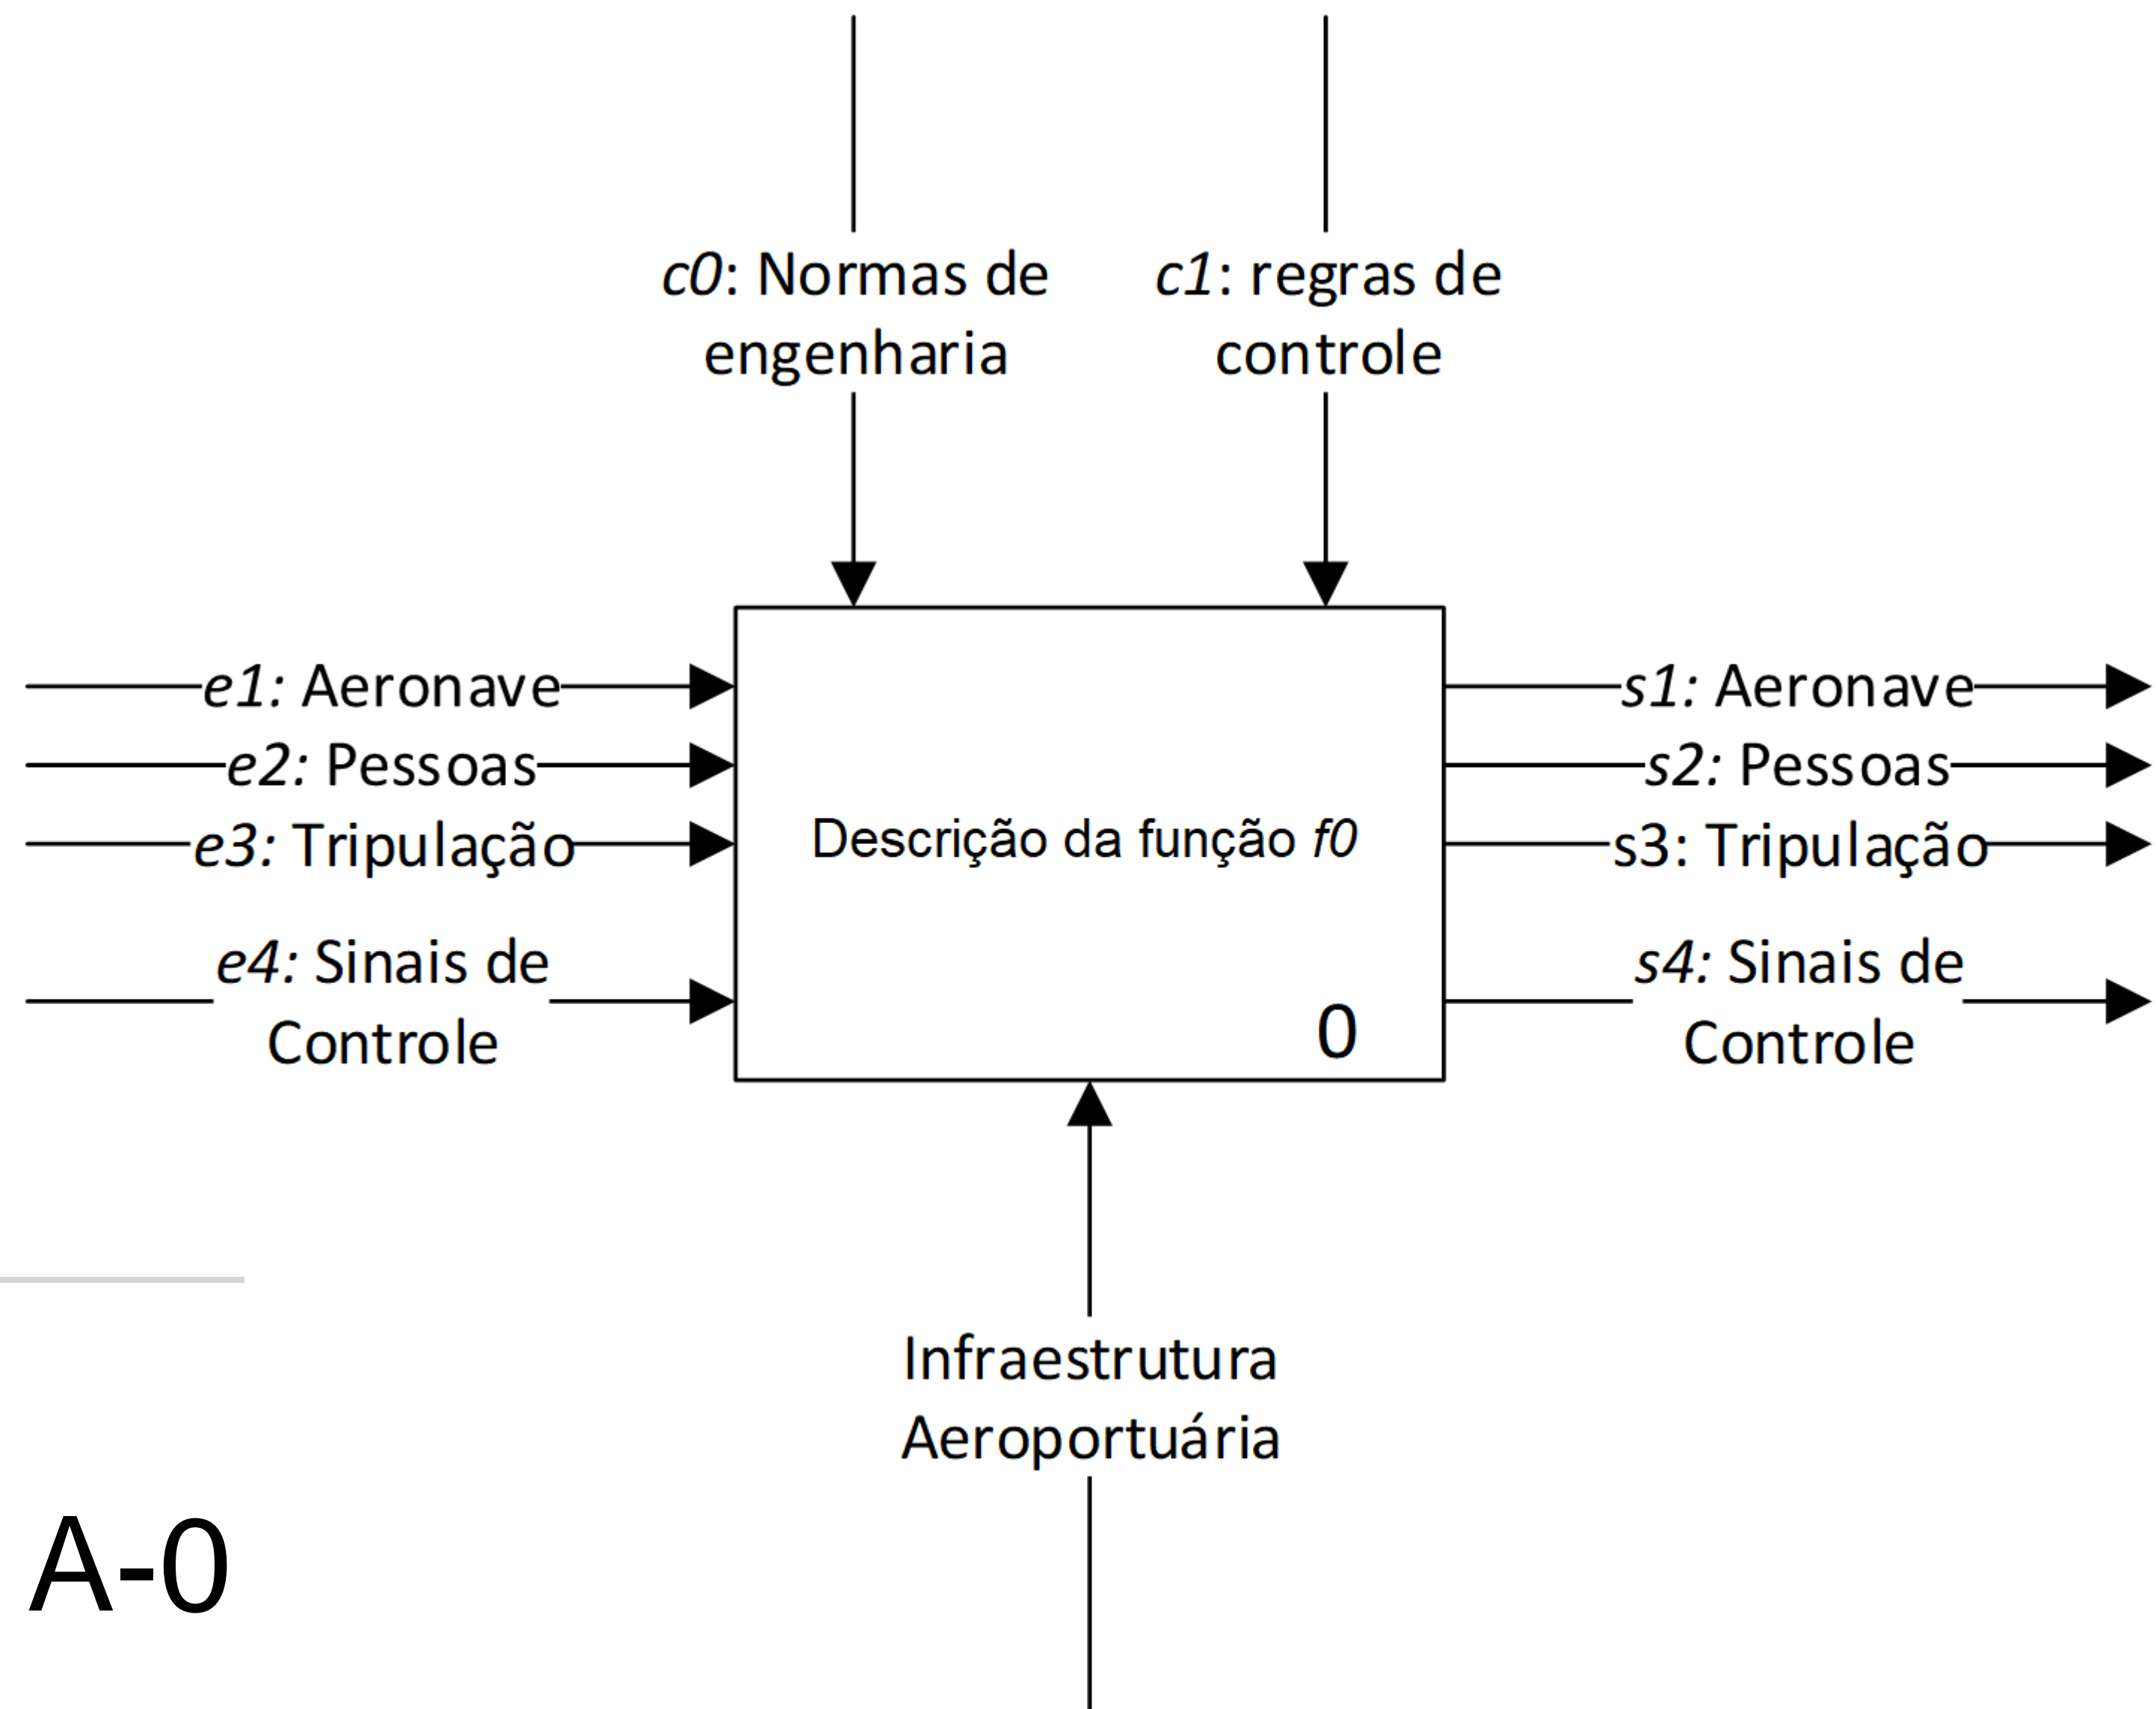 c0: Normas de
engenharia
c1: regras de
controle
e1: Aeronave
e2: Pessoas
e3: Tripulação
e4: Sinais de
Controle
Descrição da função f0
0
s1: Aeronave
s2: Pessoas
s3: Tripulação
s4: Sinais de
Controle
Infraestrutura
Aeroportuária
A-0